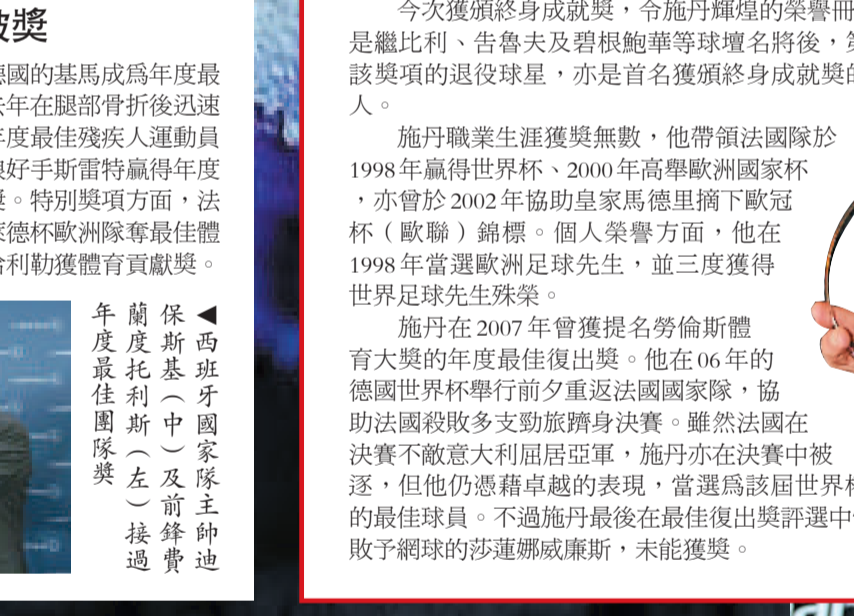 獎
德國的基馬成爲年度最
去年在腿部骨折後迅速
年度最佳殘疾人運動員
浪好手斯雷特贏得年度
獎。特別獎項方面，法
萊德杯歐洲隊奪最佳體
哈利勒獲體育貢獻獎。
◀西班牙國家隊主帥迪
保斯基（中）及前鋒費
蘭度托利斯（左）接過
年度最佳團隊獎
今次獲頒終身成就獎，令施丹輝煌的榮譽冊
是繼比利、告魯夫及碧根鮑華等球壇名將後，第
該獎項的退役球星，亦是首名獲頒終身成就獎的
人。
施丹職業生涯獲獎無數，他帶領法國隊於
1998年贏得世界杯、2000年高舉歐洲國家杯
，亦曾於2002年協助皇家馬德里摘下歐冠
杯（歐聯）錦標。個人榮譽方面，他在
1998年當選歐洲足球先生，並三度獲得
世界足球先生殊榮。
施丹在2007年曾獲提名勞倫斯體
育大獎的年度最佳復出獎。他在06年的
德國世界杯舉行前夕重返法國國家隊，協
助法國殺敗多支勁旅躋身決賽。雖然法國在
決賽不敵意大利屈居亞軍，施丹亦在決賽中被
逐，但他仍憑藉卓越的表現，當選爲該屆世界杯
的最佳球員。不過施丹最後在最佳復出獎評選中
敗予網球的莎蓮娜威廉斯，未能獲獎。